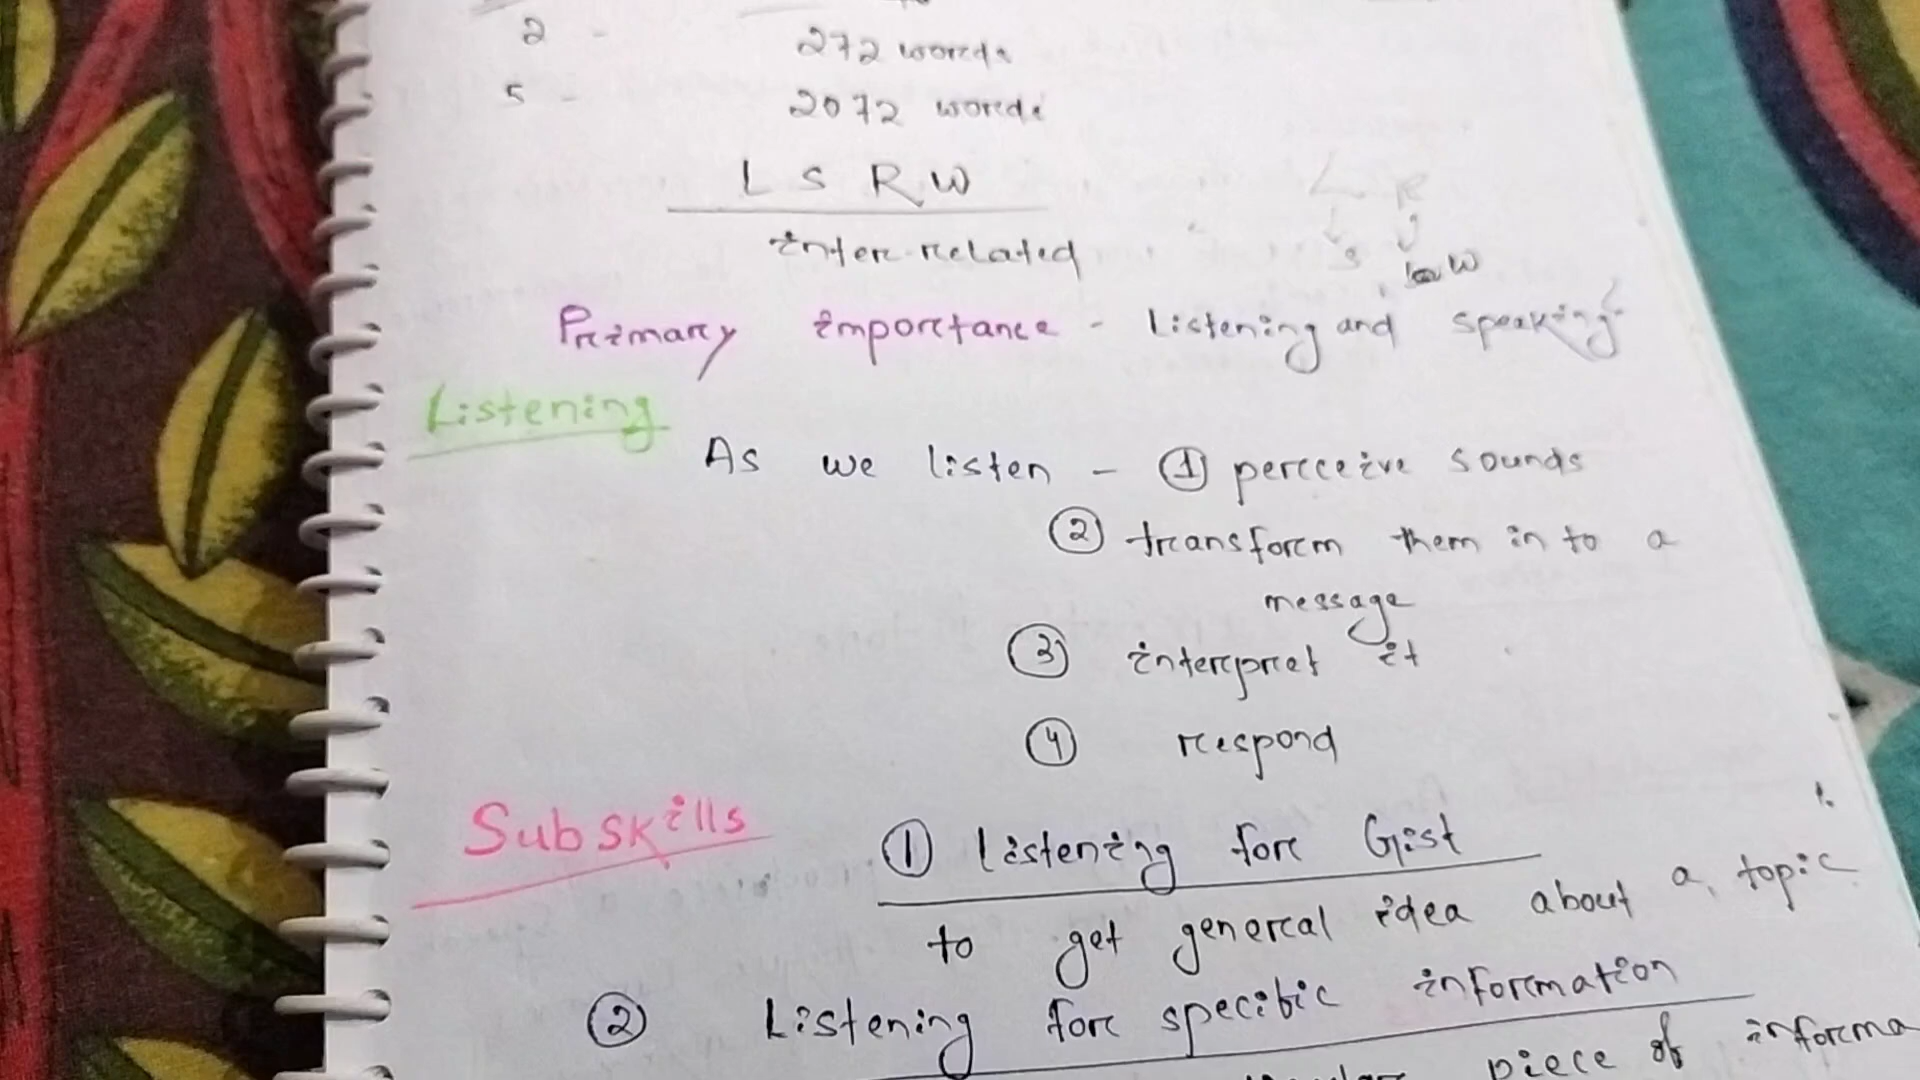 2 - 272 words
5 - 2072 words
L S R W
L R
inter-related
S W
Primary importance - Listening and speaking
Listening
As we listen - ① perceive sounds
② transform them in to a
message
③ interpret it
④ respond
Subskills
① Listening for Gist
to get general idea about a topic
② Listening for specific information
piece of informa